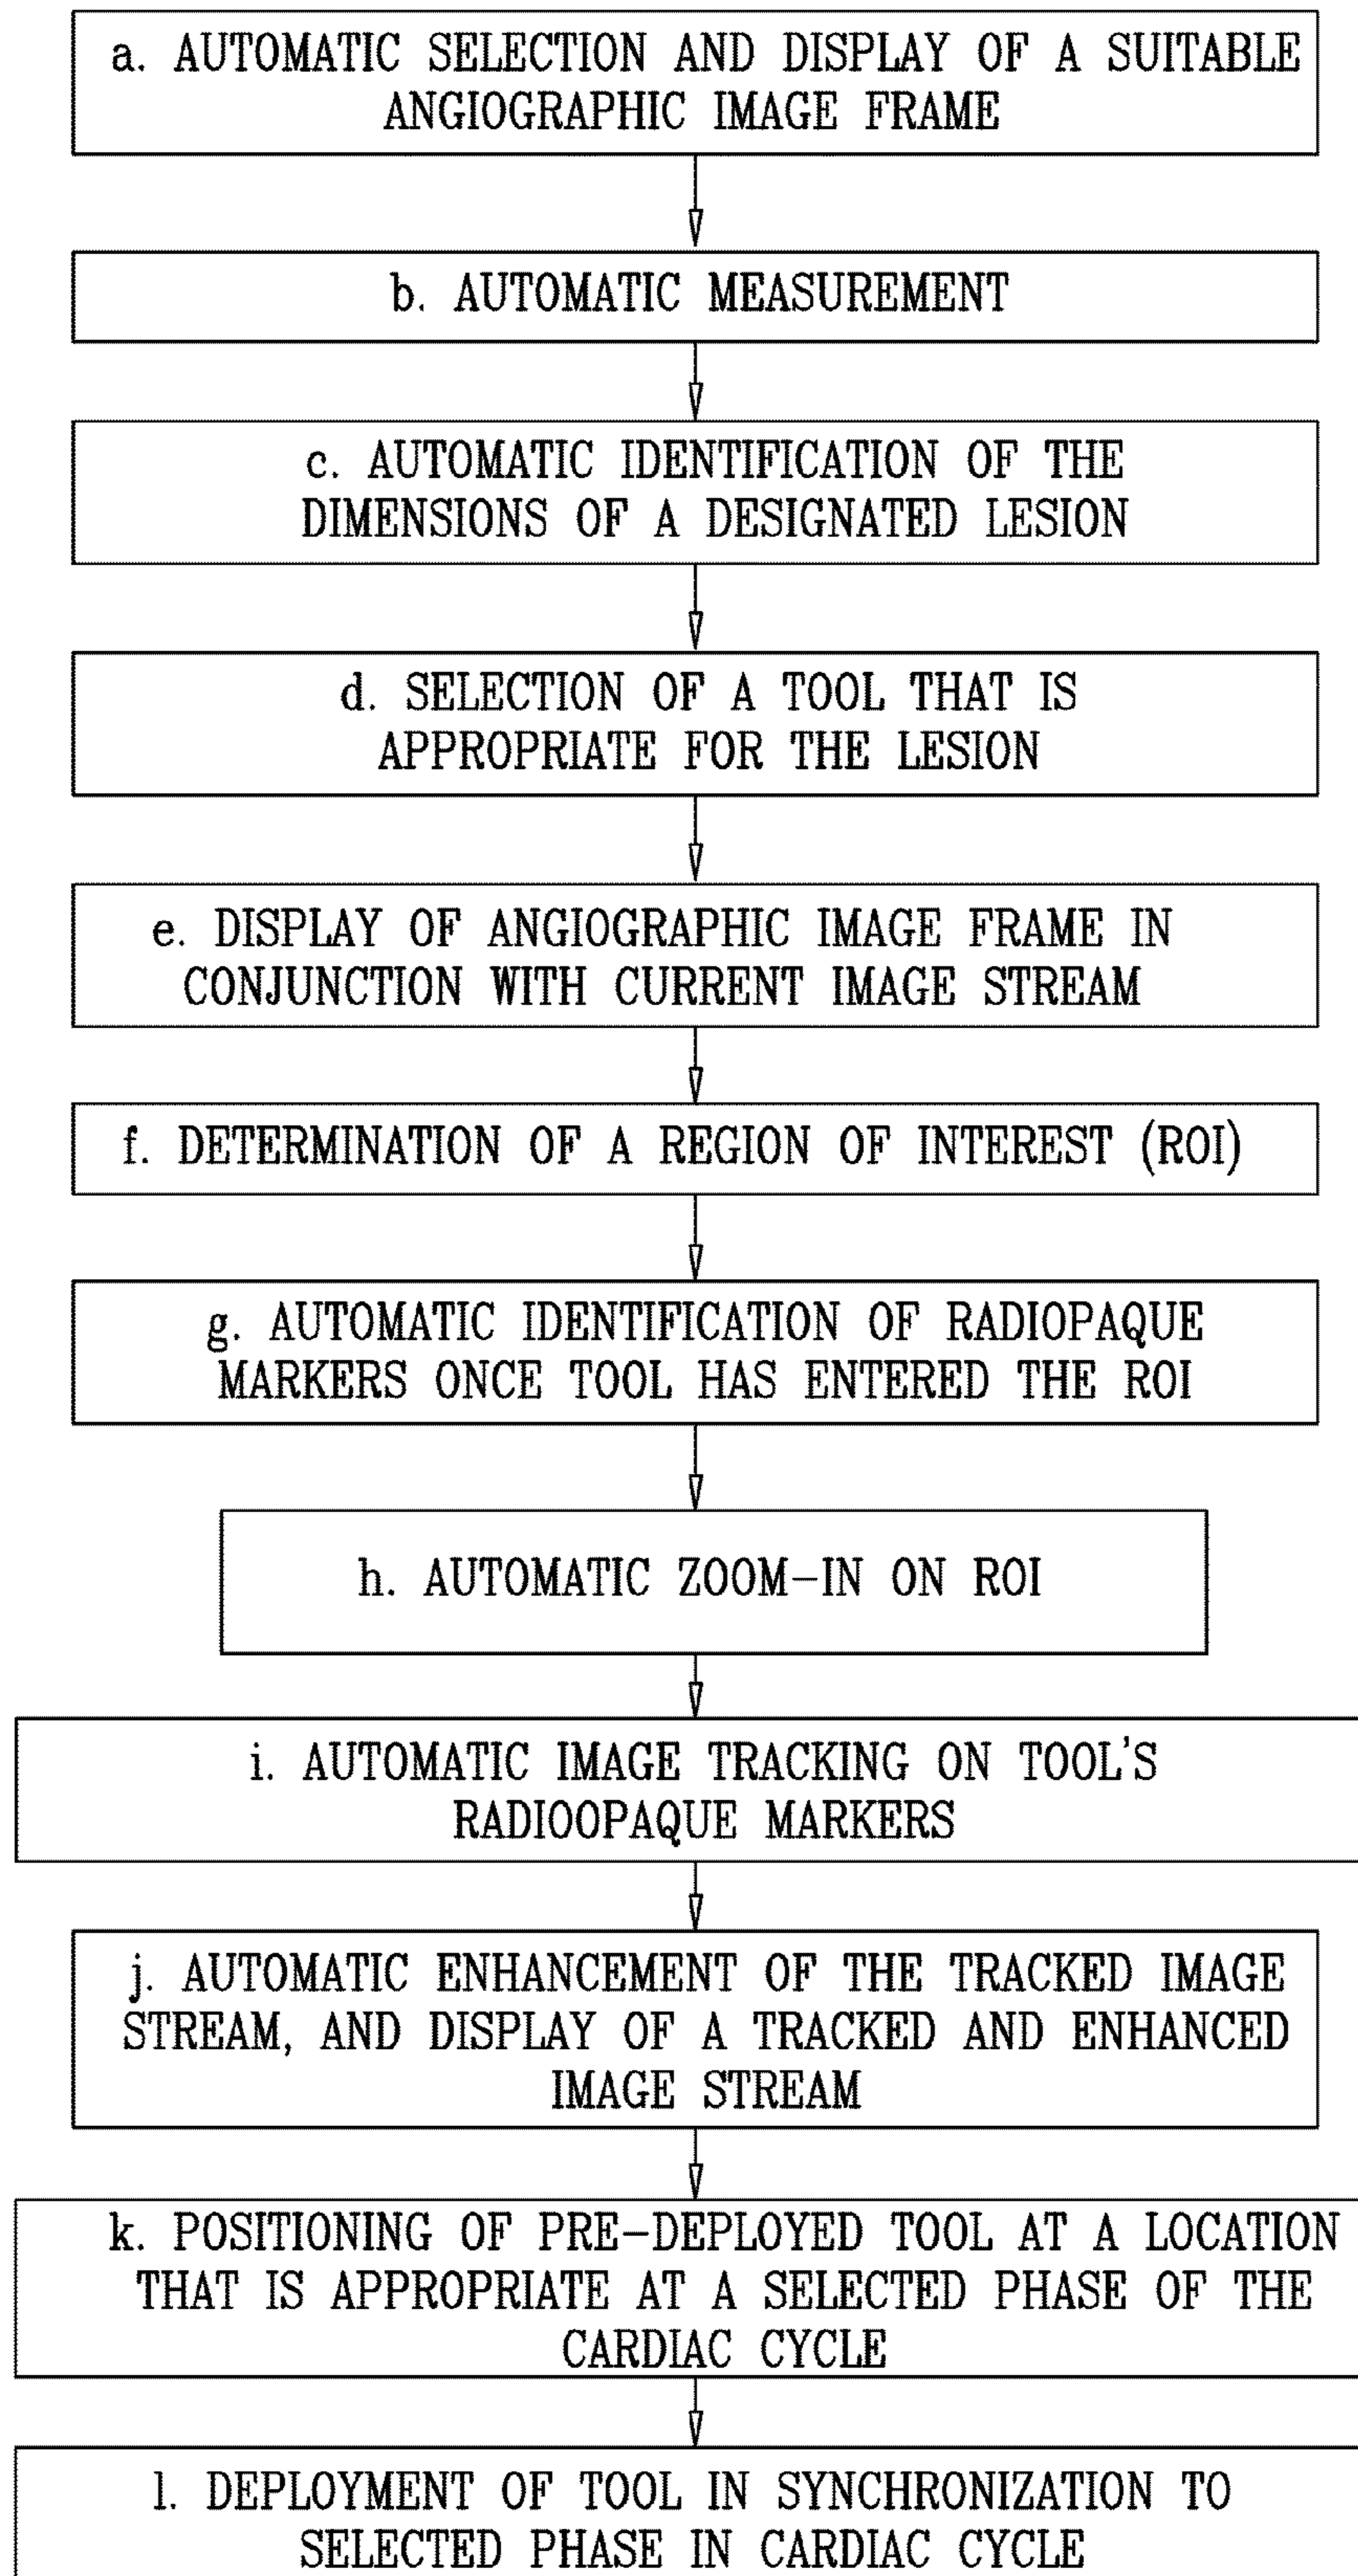 a. AUTOMATIC SELECTION AND DISPLAY OF A SUITABLE
ANGIOGRAPHIC IMAGE FRAME
b. AUTOMATIC MEASUREMENT
c. AUTOMATIC IDENTIFICATION OF THE
DIMENSIONS OF A DESIGNATED LESION
d. SELECTION OF A TOOL THAT IS
APPROPRIATE FOR THE LESION
e. DISPLAY OF ANGIOGRAPHIC IMAGE FRAME IN
CONJUNCTION WITH CURRENT IMAGE STREAM
f. DETERMINATION OF A REGION OF INTEREST (ROI)
g. AUTOMATIC IDENTIFICATION OF RADIOPAQUE
MARKERS ONCE TOOL HAS ENTERED THE ROI
h. AUTOMATIC ZOOM-IN ON ROI
i. AUTOMATIC IMAGE TRACKING ON TOOL'S
RADIOOPAQUE MARKERS
j. AUTOMATIC ENHANCEMENT OF THE TRACKED IMAGE
STREAM, AND DISPLAY OF A TRACKED AND ENHANCED
IMAGE STREAM
k. POSITIONING OF PRE-DEPLOYED TOOL AT A LOCATION
THAT IS APPROPRIATE AT A SELECTED PHASE OF THE
CARDIAC CYCLE
l. DEPLOYMENT OF TOOL IN SYNCHRONIZATION TO
SELECTED PHASE IN CARDIAC CYCLE